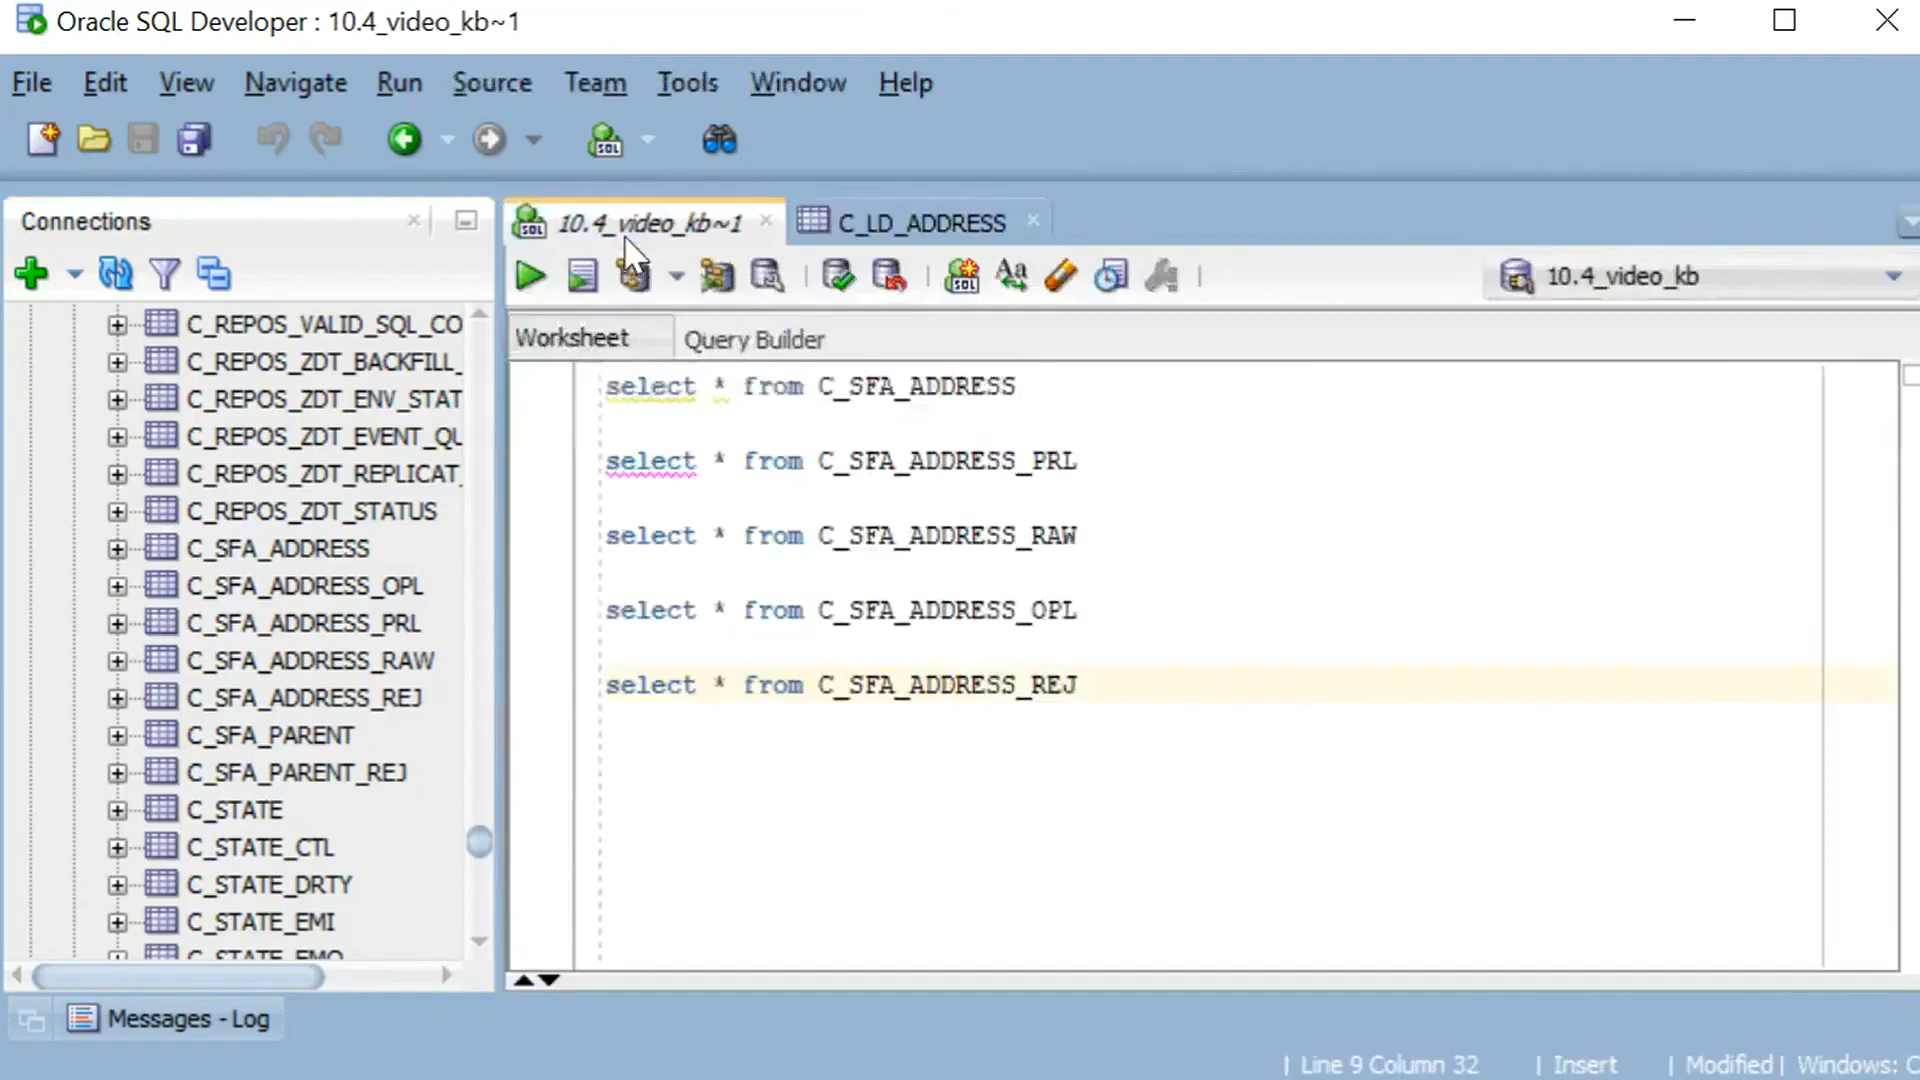 Oracle SQL Developer : 10.4_video_kb~1
File Edit View Navigate Run Source Team Tools Window Help
Connections
10.4_video_kb~1
C_LD_ADDRESS
10.4_video_kb
Worksheet
Query Builder
C_REPOS_VALID_SQL_CO
C_REPOS_ZDT_BACKFILL_
C_REPOS_ZDT_ENV_STAT
C_REPOS_ZDT_EVENT_QU
C_REPOS_ZDT_REPLICAT_
C_REPOS_ZDT_STATUS
C_SFA_ADDRESS
C_SFA_ADDRESS_OPL
C_SFA_ADDRESS_PRL
C_SFA_ADDRESS_RAW
C_SFA_ADDRESS_REJ
C_SFA_PARENT
C_SFA_PARENT_REJ
C_STATE
C_STATE_CTL
C_STATE_DRTY
C_STATE_EMI
select * from C_SFA_ADDRESS
select * from C_SFA_ADDRESS_PRL
select * from C_SFA_ADDRESS_RAW
select * from C_SFA_ADDRESS_OPL
select * from C_SFA_ADDRESS_REJ
Messages - Log
| Line 9 Column 32 | Insert | Modified | Windows: C